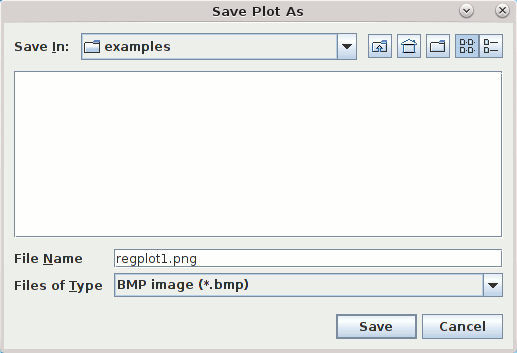 Save Plot As
Save In: examples
File Name regplot1.png
Files of Type BMP image (*.bmp)
Save Cancel